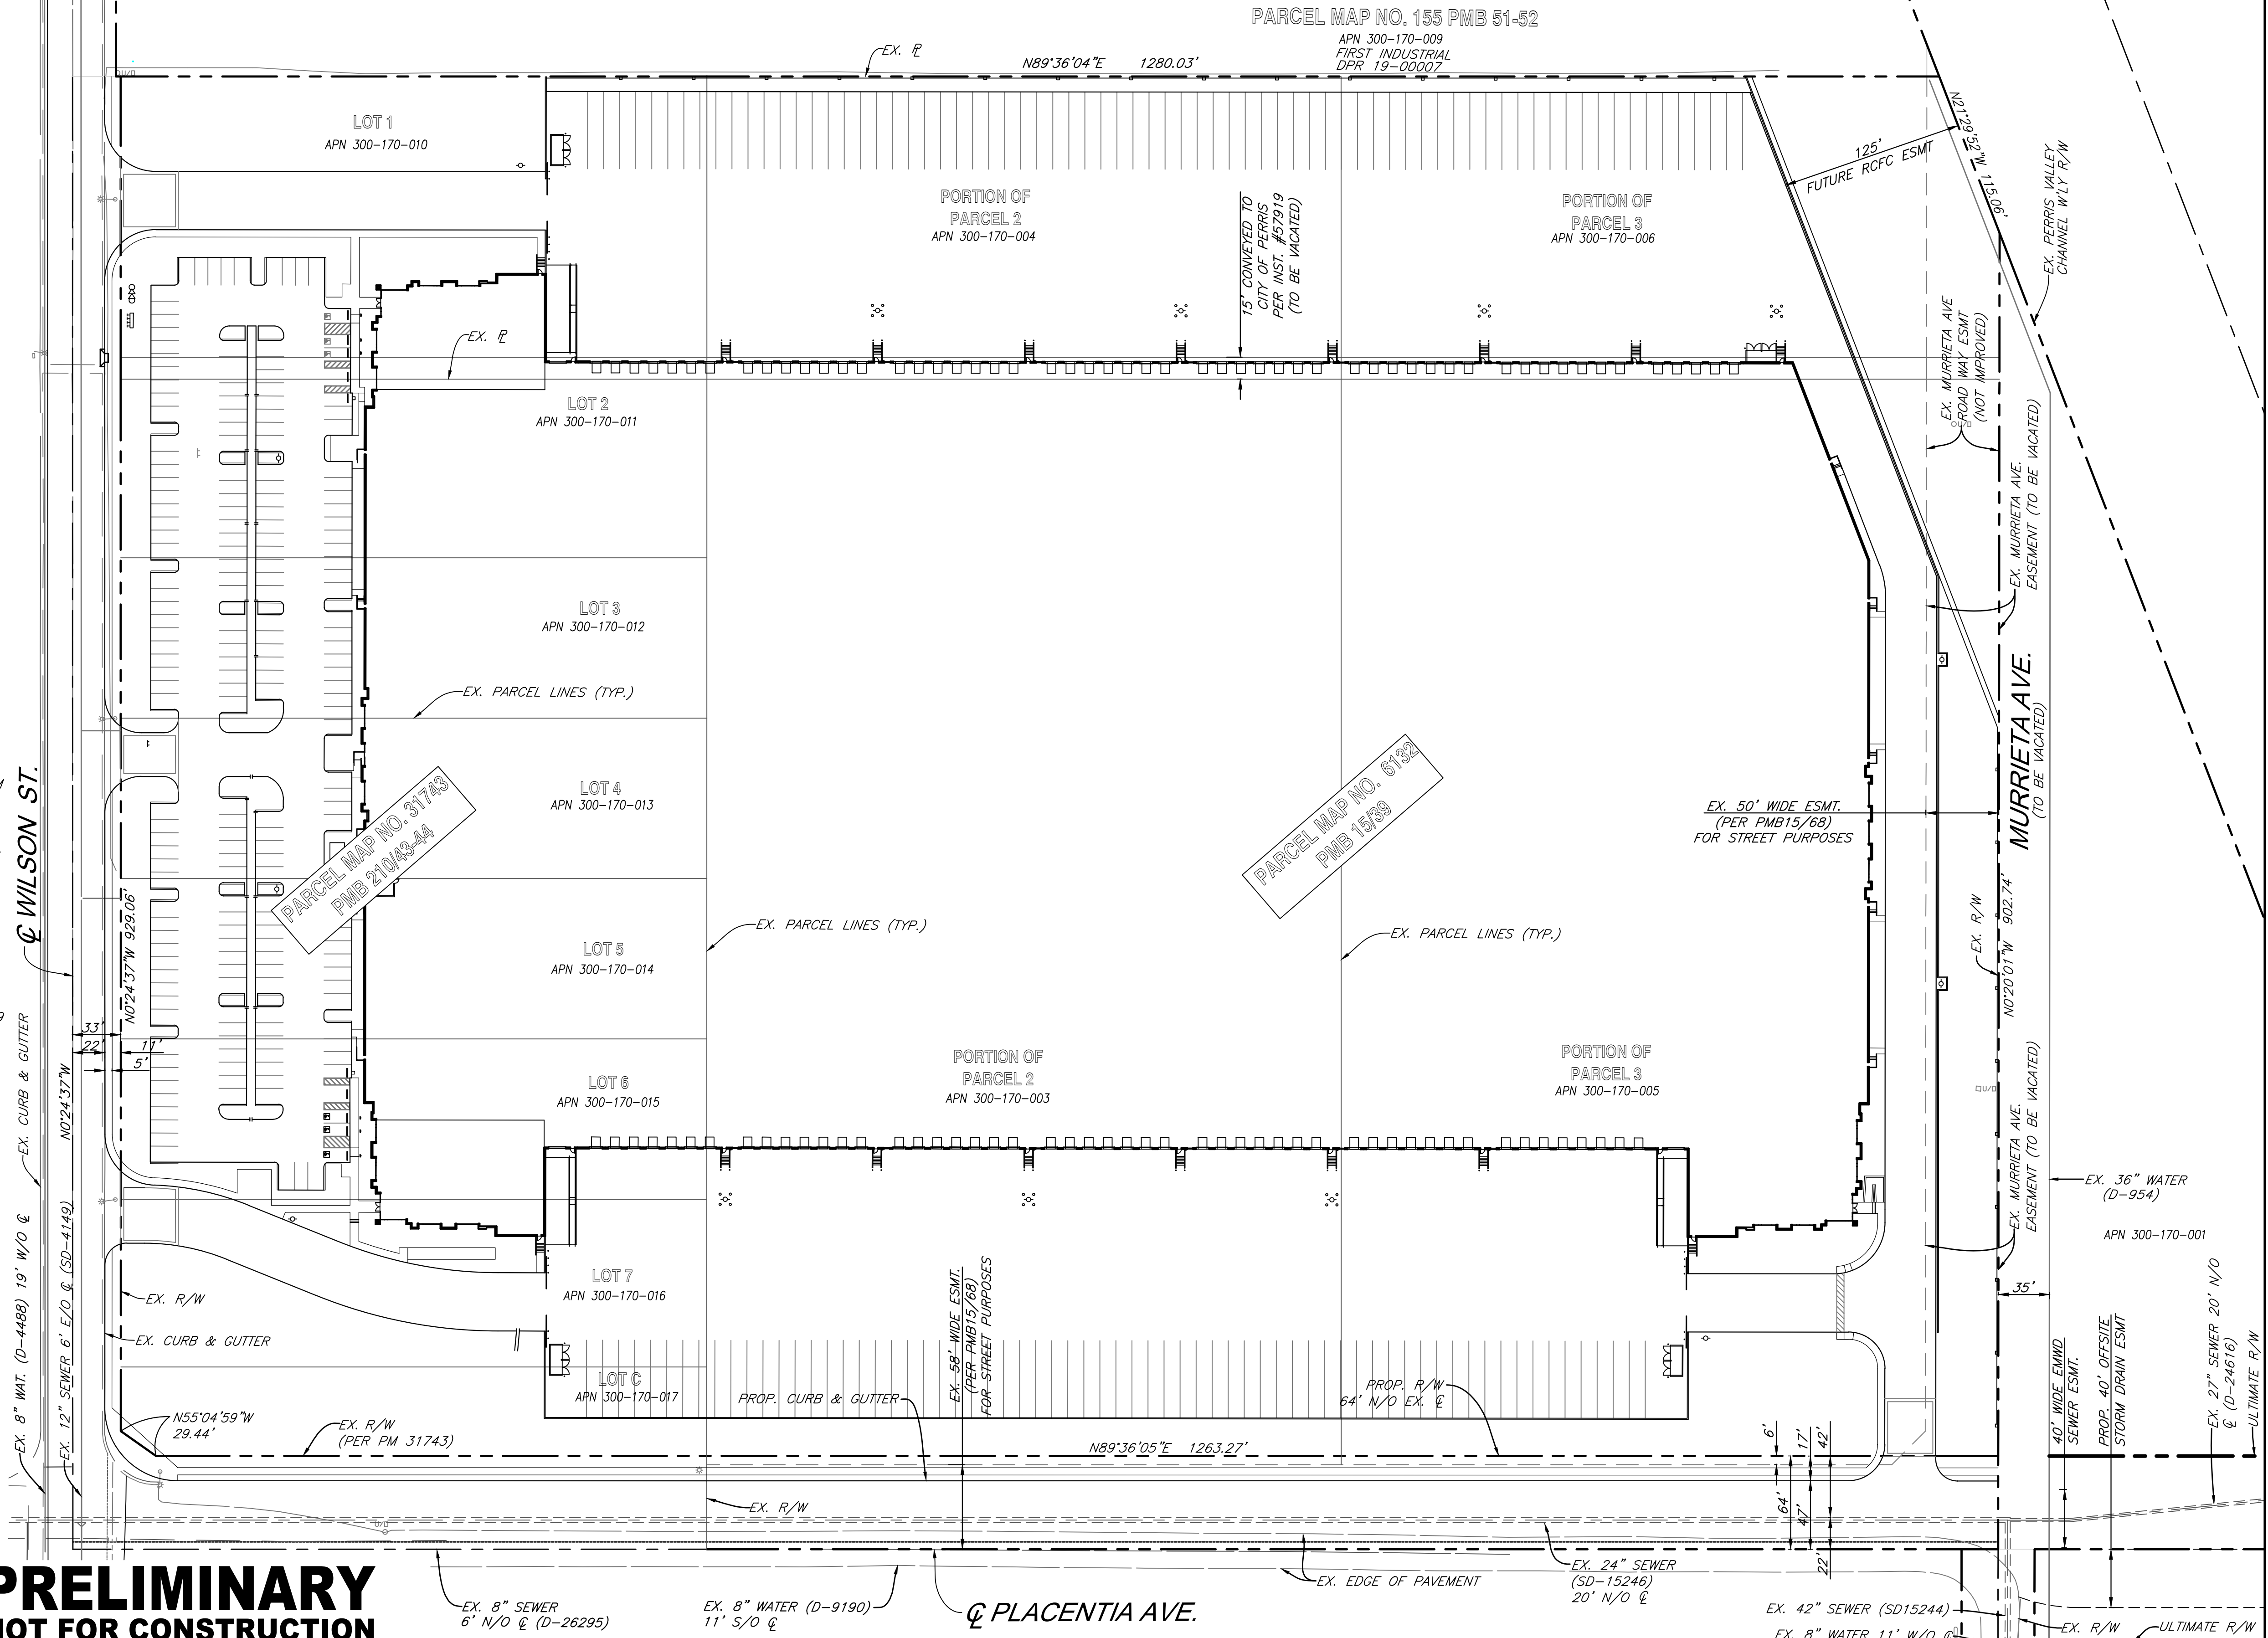 PARCEL MAP NO. 155 PMB 51-52
APN 300-170-009
FIRST INDUSTRIAL
DPR 19-00007
EX. ⅊
N89°36'04"E 1280.03'
LOT 1
APN 300-170-010
PORTION OF
PARCEL 2
APN 300-170-004
15' CONVEYED TO
CITY OF PERRIS
PER INST. #57919
(TO BE VACATED)
PORTION OF
PARCEL 3
APN 300-170-006
125'
FUTURE RCFC ESMT
N21°29'52"W 115.06'
EX. PERRIS VALLEY
CHANNEL W'LY R/W
EX. MURRIETA AVE
ROAD WAY ESMT
(NOT IMPROVED)
EX. ⅊
LOT 2
APN 300-170-011
EX. MURRIETA AVE.
EASEMENT (TO BE VACATED)
LOT 3
APN 300-170-012
EX. PARCEL LINES (TYP.)
MURRIETA AVE.
(TO BE VACATED)
LOT 4
APN 300-170-013
PARCEL MAP NO. 31743
PMB 210/43-44
PARCEL MAP NO. 6132
PMB 15/39
EX. 50' WIDE ESMT.
(PER PMB15/68)
FOR STREET PURPOSES
℄ WILSON ST.
N0°24'37"W 929.06'
EX. PARCEL LINES (TYP.)
EX. PARCEL LINES (TYP.)
LOT 5
APN 300-170-014
EX. R/W
N0°20'01"W 902.74'
33'
22'
11'
5'
EX. CURB & GUTTER
N0°24'37"W
LOT 6
APN 300-170-015
PORTION OF
PARCEL 2
APN 300-170-003
PORTION OF
PARCEL 3
APN 300-170-005
EX. MURRIETA AVE.
EASEMENT (TO BE VACATED)
EX. 36" WATER
(D-954)
APN 300-170-001
EX. 8" WAT. (D-4488) 19' W/O ℄
EX. 12" SEWER 6' E/O ℄ (SD-4149)
LOT 7
APN 300-170-016
EX. R/W
EX. CURB & GUTTER
EX. 58' WIDE ESMT.
(PER PMB15/68)
FOR STREET PURPOSES
35'
LOT C
APN 300-170-017
PROP. CURB & GUTTER
PROP. R/W
64' N/O EX. ℄
N55°04'59"W
29.44'
EX. R/W
(PER PM 31743)
N89°36'05"E 1263.27'
6'
17'
42'
64'
47'
22'
40' WIDE EMWD
SEWER ESMT.
PROP. 40' OFFSITE
STORM DRAIN ESMT
EX. 27" SEWER 20' N/O
℄ (D-24616)
ULTIMATE R/W
EX. R/W
PRELIMINARY
NOT FOR CONSTRUCTION
EX. 8" SEWER
6' N/O ℄ (D-26295)
EX. 8" WATER (D-9190)
11' S/O ℄
℄ PLACENTIA AVE.
EX. EDGE OF PAVEMENT
EX. 24" SEWER
(SD-15246)
20' N/O ℄
EX. 42" SEWER (SD15244)
EX. 8" WATER 11' W/O ℄
EX. R/W
ULTIMATE R/W